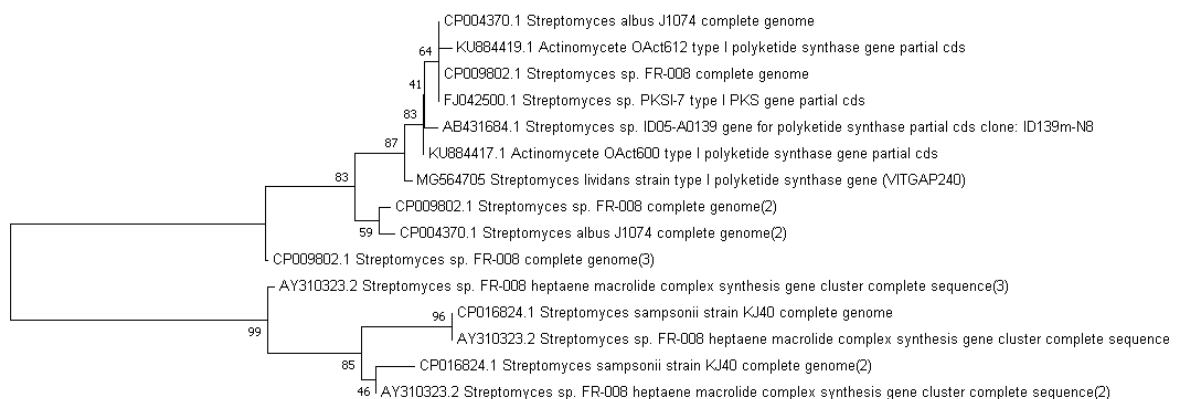 CP004370.1 Streptomyces albus J1074 complete genome
64
KU884419.1 Actinomycete OAct612 type I polyketide synthase gene partial cds
CP009802.1 Streptomyces sp. FR-008 complete genome
41
FJ042500.1 Streptomyces sp. PKSI-7 type I PKS gene partial cds
83
AB431684.1 Streptomyces sp. ID05-A0139 gene for polyketide synthase partial cds clone: ID139m-N8
87
KU884417.1 Actinomycete OAct600 type I polyketide synthase gene partial cds
83
MG564705 Streptomyces lividans strain type I polyketide synthase gene (VITGAP240)
CP009802.1 Streptomyces sp. FR-008 complete genome(2)
59
CP004370.1 Streptomyces albus J1074 complete genome(2)
CP009802.1 Streptomyces sp. FR-008 complete genome(3)
AY310323.2 Streptomyces sp. FR-008 heptaene macrolide complex synthesis gene cluster complete sequence(3)
99
96
CP016824.1 Streptomyces sampsonii strain KJ40 complete genome
AY310323.2 Streptomyces sp. FR-008 heptaene macrolide complex synthesis gene cluster complete sequence
85
CP016824.1 Streptomyces sampsonii strain KJ40 complete genome(2)
46
AY310323.2 Streptomyces sp. FR-008 heptaene macrolide complex synthesis gene cluster complete sequence(2)